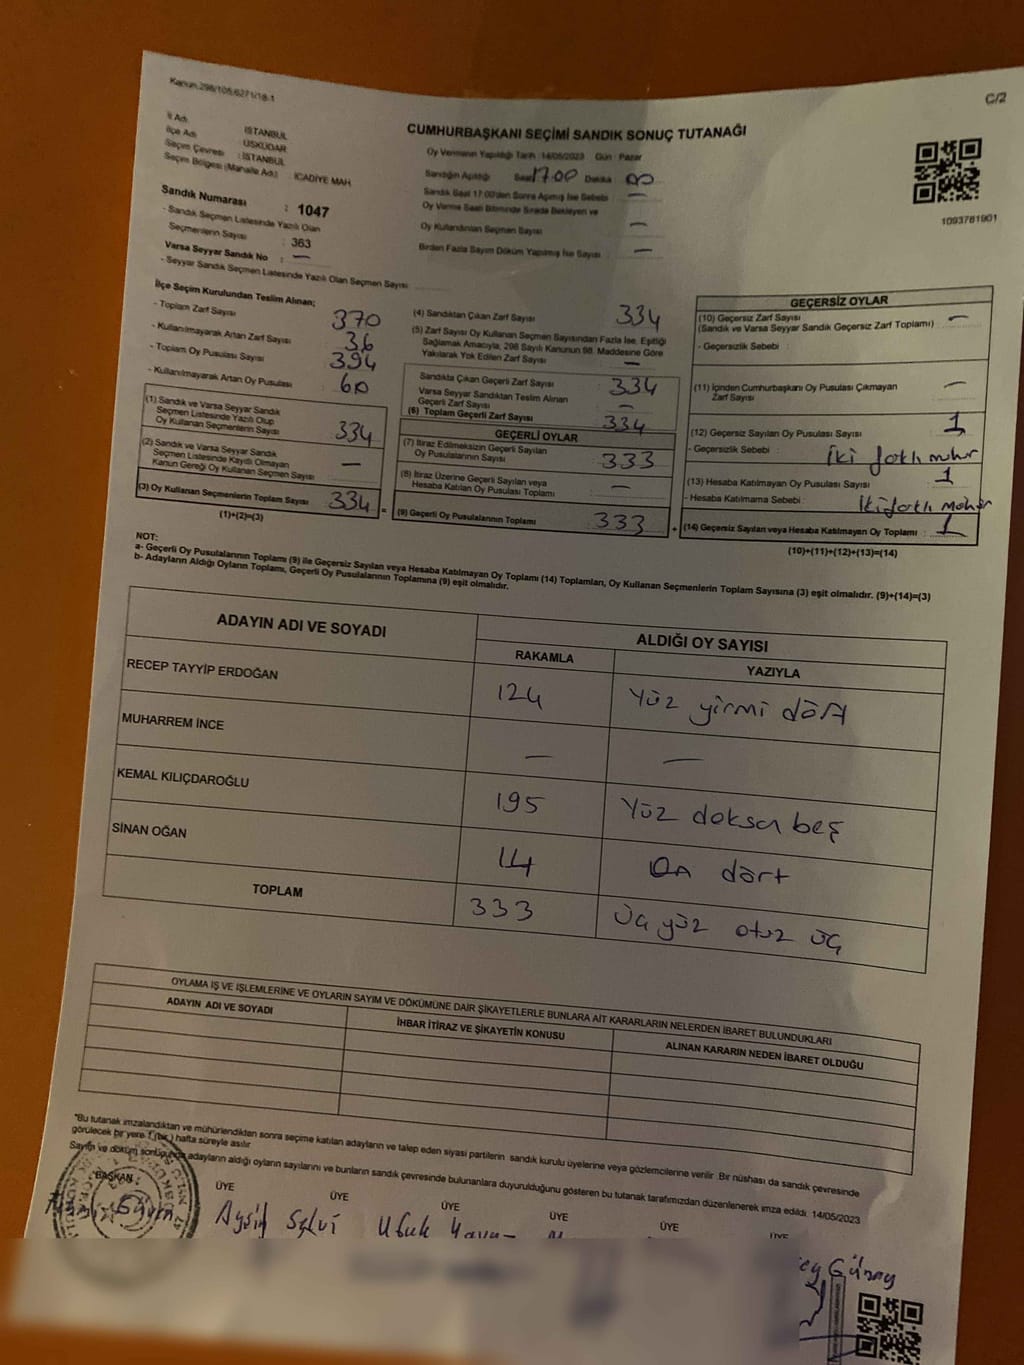 Kanun:298/105,6271/18-1
C/2
CUMHURBAŞKANI SEÇİMİ SANDIK SONUÇ TUTANAĞI
İl Adı : İSTANBUL
İlçe Adı : ÜSKÜDAR
Seçim Çevresi : İSTANBUL
Seçim Bölgesi (Mahalle Adı) : İCADİYE MAH
Sandık Numarası : 1047
- Sandık Seçmen Listesinde Yazılı Olan
Seçmenlerin Sayısı : 363
Varsa Seyyar Sandık No : —
- Seyyar Sandık Seçmen Listesinde Yazılı Olan Seçmen Sayısı
Oy Vermenin Yapıldığı Tarih : 14/05/2023 Gün : Pazar
Sandığın Açıldığı Saat 17:00 Dakika 00
Sandık Saat 17:00'den Sonra Açılmış İse Sebebi : —
Oy Verme Saati Bitiminde Sırada Bekleyen ve
Oy Kullandırılan Seçmen Sayısı : —
Birden Fazla Sayım Döküm Yapılmış İse Sayısı : —
1093781901
İlçe Seçim Kurulundan Teslim Alınan;
- Toplam Zarf Sayısı : 370
- Kullanılmayarak Artan Zarf Sayısı : 36
- Toplam Oy Pusulası Sayısı : 394
- Kullanılmayarak Artan Oy Pusulası : 60
(1) Sandık ve Varsa Seyyar Sandık
Seçmen Listesinde Yazılı Olup
Oy Kullanan Seçmenlerin Sayısı : 334
(2) Sandık ve Varsa Seyyar Sandık
Seçmen Listesinde Kayıtlı Olmayan
Kanun Gereği Oy Kullanan Seçmen Sayısı : —
(3) Oy Kullanan Seçmenlerin Toplam Sayısı : 334
(1)+(2)=(3)
(4) Sandıktan Çıkan Zarf Sayısı : 334
(5) Zarf Sayısı Oy Kullanan Seçmen Sayısından Fazla İse, Eşitliği
Sağlamak Amacıyla, 298 Sayılı Kanunun 98. Maddesine Göre
Yakılarak Yok Edilen Zarf Sayısı : —
Sandıkta Çıkan Geçerli Zarf Sayısı : 334
Varsa Seyyar Sandıktan Teslim Alınan
Geçerli Zarf Sayısı : —
(6) Toplam Geçerli Zarf Sayısı : 334
GEÇERLİ OYLAR
(7) İtiraz Edilmeksizin Geçerli Sayılan
Oy Pusulalarının Sayısı : 333
(8) İtiraz Üzerine Geçerli Sayılan veya
Hesaba Katılan Oy Pusulası Toplamı : —
(9) Geçerli Oy Pusulalarının Toplamı : 333
GEÇERSİZ OYLAR
(10) Geçersiz Zarf Sayısı : —
(Sandık ve Varsa Seyyar Sandık Geçersiz Zarf Toplamı)
- Geçersizlik Sebebi :
(11) İçinden Cumhurbaşkanı Oy Pusulası Çıkmayan
Zarf Sayısı : —
(12) Geçersiz Sayılan Oy Pusulası Sayısı : 1
- Geçersizlik Sebebi : İki farklı mühür
(13) Hesaba Katılmayan Oy Pusulası Sayısı : 1
- Hesaba Katılmama Sebebi : İki farklı mühür
(14) Geçersiz Sayılan veya Hesaba Katılmayan Oy Toplamı : 1
(10)+(11)+(12)+(13)=(14)
NOT:
a- Geçerli Oy Pusulalarının Toplamı (9) ile Geçersiz Sayılan veya Hesaba Katılmayan Oy Toplamı (14) Toplamları, Oy Kullanan Seçmenlerin Toplam Sayısına (3) eşit olmalıdır. (9)+(14)=(3)
b- Adayların Aldığı Oyların Toplamı, Geçerli Oy Pusulalarının Toplamına (9) eşit olmalıdır.
ADAYIN ADI VE SOYADI
ALDIĞI OY SAYISI
RAKAMLA YAZIYLA
RECEP TAYYİP ERDOĞAN 124 Yüz yirmi dört
MUHARREM İNCE — —
KEMAL KILIÇDAROĞLU 195 Yüz doksan beş
SİNAN OĞAN 14 On dört
TOPLAM 333 Üç yüz otuz üç
OYLAMA İŞ VE İŞLEMLERİNE VE OYLARIN SAYIM VE DÖKÜMÜNE DAİR ŞİKAYETLERLE BUNLARA AİT KARARLARIN NELERDEN İBARET BULUNDUKLARI
ADAYIN ADI VE SOYADI İHBAR İTİRAZ VE ŞİKAYETİN KONUSU ALINAN KARARIN NEDEN İBARET OLDUĞU
"Bu tutanak imzalandıktan ve mühürlendikten sonra seçime katılan adayların ve talep eden siyasi partilerin sandık kurulu üyelerine veya gözlemcilerine verilir. Bir nüshası da sandık çevresinde
görülecek bir yere 1 (bir) hafta süreyle asılır
Sayım ve döküm sonucunda adayların aldığı oyların sayılarını ve bunların sandık çevresinde bulunanlara duyurulduğunu gösteren bu tutanak tarafımızdan düzenlenerek imza edildi. 14/05/2023
BAŞKAN ÜYE ÜYE ÜYE ÜYE ÜYE ÜYE
Ayşin Selvi Ufuk
Günay